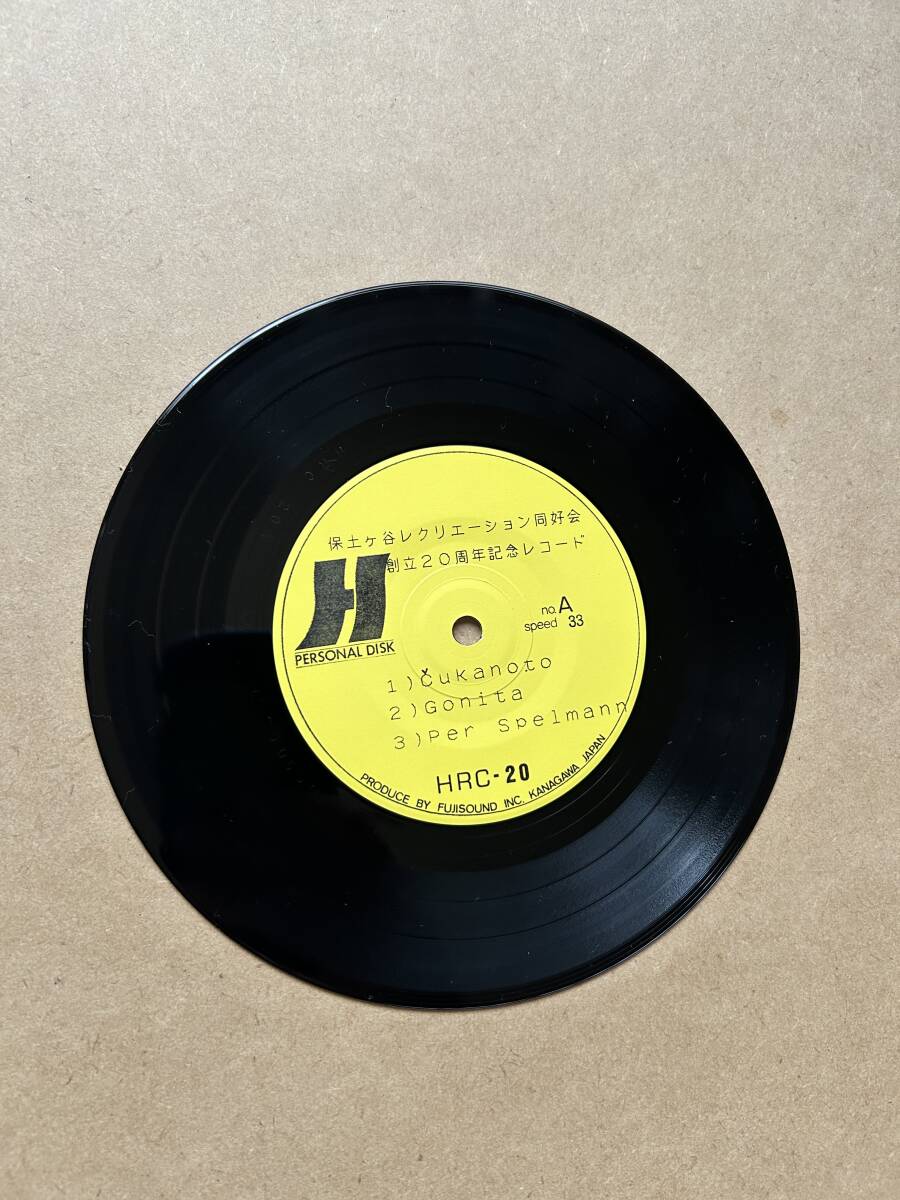 保土ヶ谷レクリエーション同好会
創立20周年記念レコード
H
PERSONAL DISK
no. A
speed 33
1) Čukanoto
2) Gonita
3) Per Spelmann
HRC-20
PRODUCE BY FUJISOUND INC. KANAGAWA JAPAN